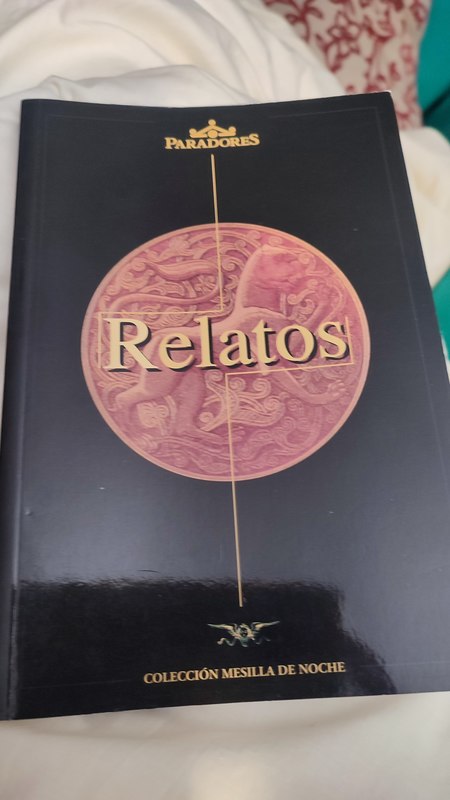 PARADORES
Relatos
COLECCIÓN MESILLA DE NOCHE